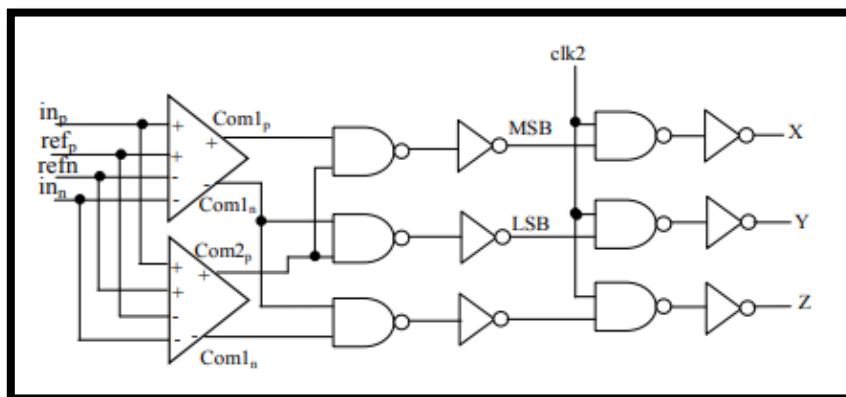 clk2
in_p
ref_p
refn
in_n
+
+
-
-
+
-
Com1_p
Com1_n
MSB
X
Com2_p
LSB
Y
+
+
-
-
+
-
Com1_n
Z